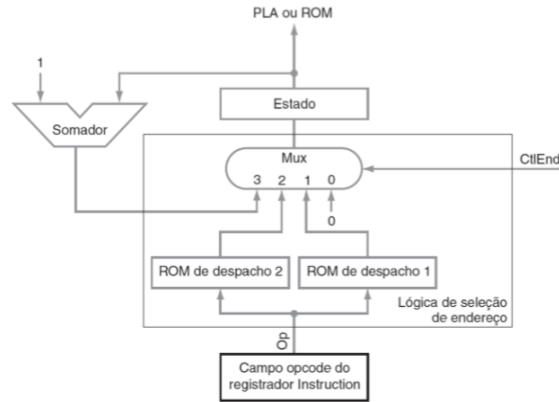 PLA ou ROM
1
Somador
Estado
Mux
3 2 1 0
CtlEnd
0
ROM de despacho 2
ROM de despacho 1
Lógica de seleção
de endereço
Op
Campo opcode do
registrador Instruction